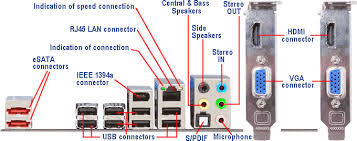 Indication of speed connection
RJ45 LAN connector
Indication of connection
eSATA
connectors
IEEE 1394a
connector
USB connectors
Central & Bass
Speakers
Side
Speakers
Stereo
OUT
Stereo
IN
S/PDIF
Microphone
HDMI
connector
VGA
connector